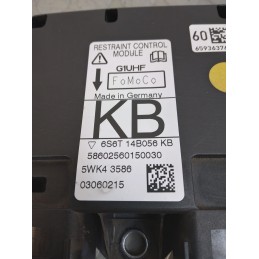 RESTRAINT CONTROL
MODULE
G1UHF
FoMoCo
Made in Germany
KB
6S6T 14B056 KB
58602560150030
5WK4 3586
03060215
60